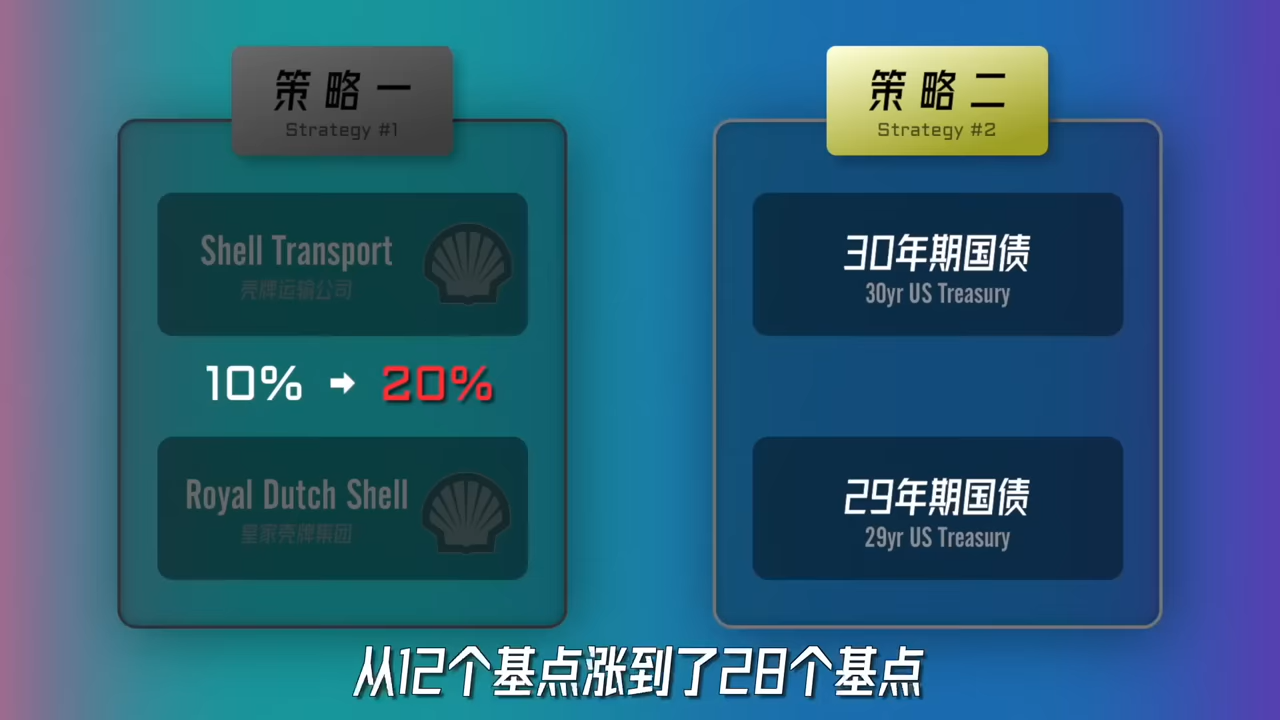 策略一
Strategy #1
Shell Transport
壳牌运输公司
10% ➡ 20%
Royal Dutch Shell
皇家壳牌集团
策略二
Strategy #2
30年期国债
30yr US Treasury
29年期国债
29yr US Treasury
从12个基点涨到了28个基点